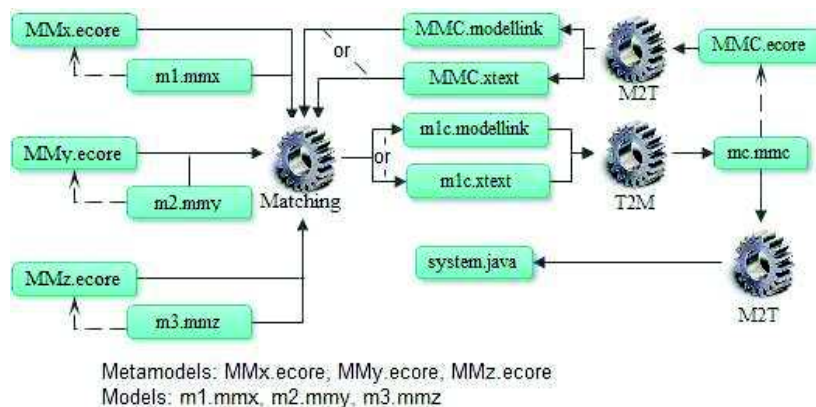 MMx.ecore
MMC.modellink
MMC.ecore
or
m1.mmx
MMC.xtext
M2T
MMy.ecore
m1c.modellink
or
mc.mmc
m2.mmy
Matching
m1c.xtext
T2M
MMz.ecore
system.java
m3.mmz
M2T
Metamodels: MMx.ecore, MMy.ecore, MMz.ecore
Models: m1.mmx, m2.mmy, m3.mmz